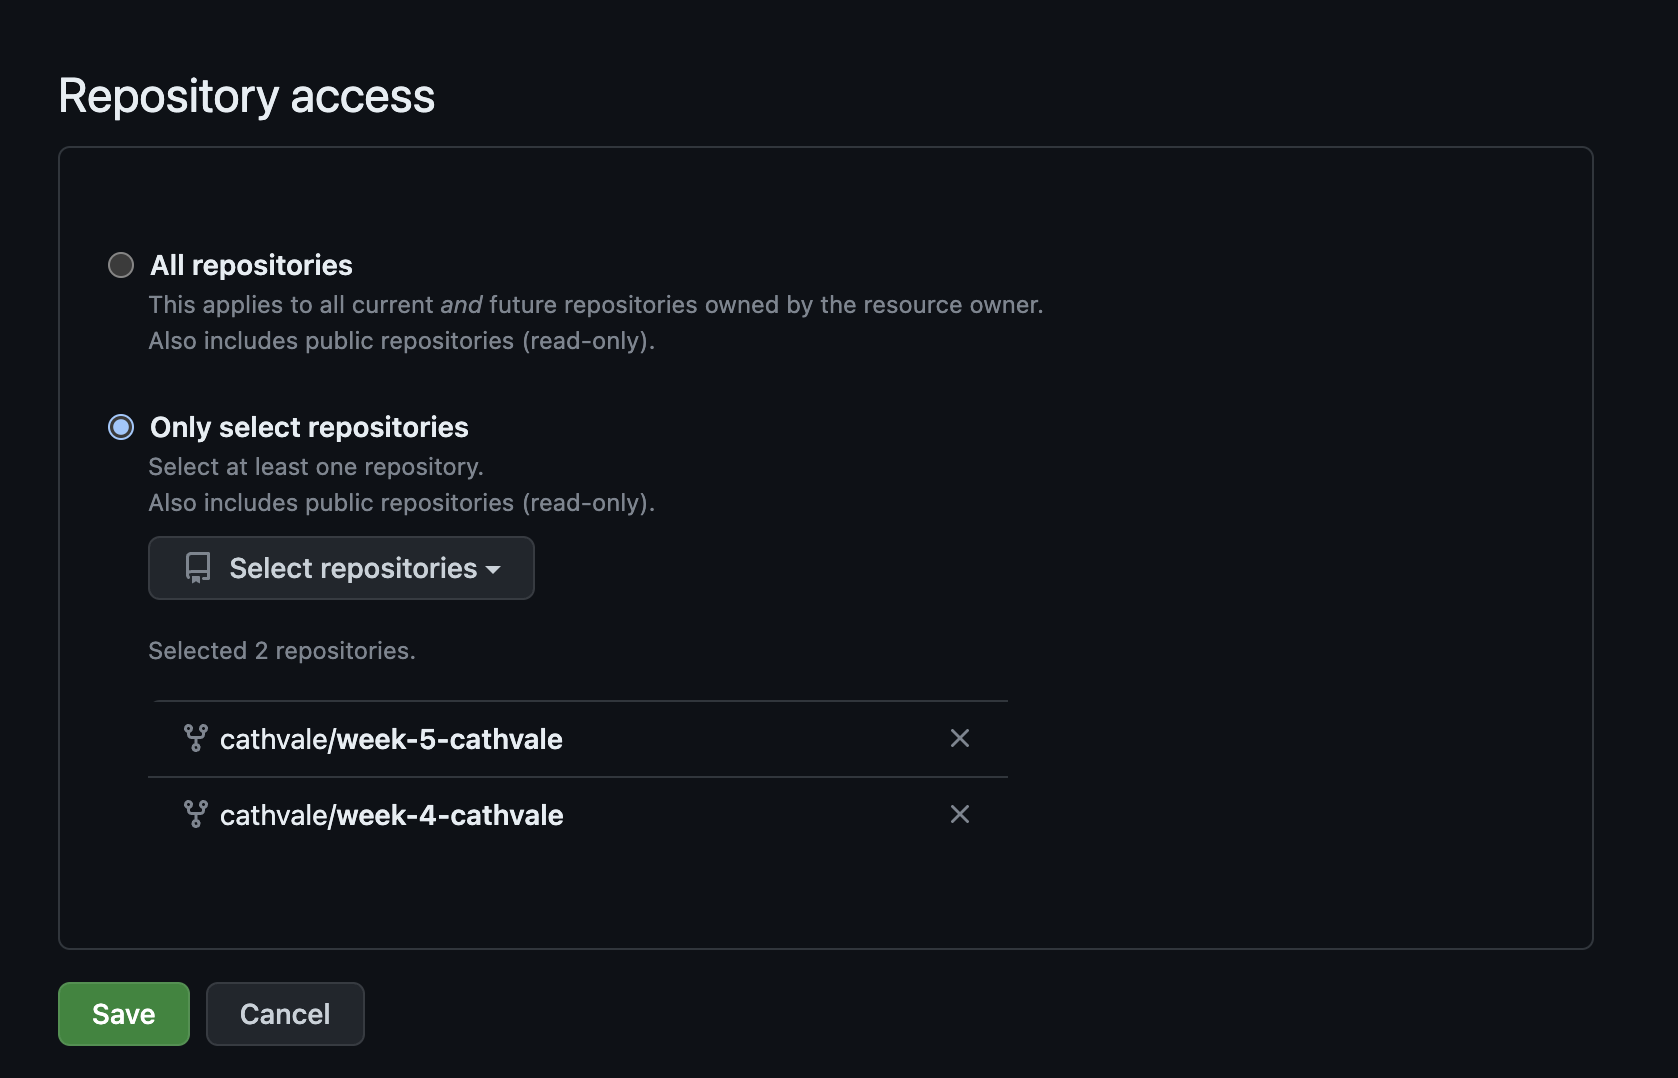 Repository access
All repositories
This applies to all current and future repositories owned by the resource owner.
Also includes public repositories (read-only).
Only select repositories
Select at least one repository.
Also includes public repositories (read-only).
Select repositories
Selected 2 repositories.
cathvale/week-5-cathvale
cathvale/week-4-cathvale
Save
Cancel